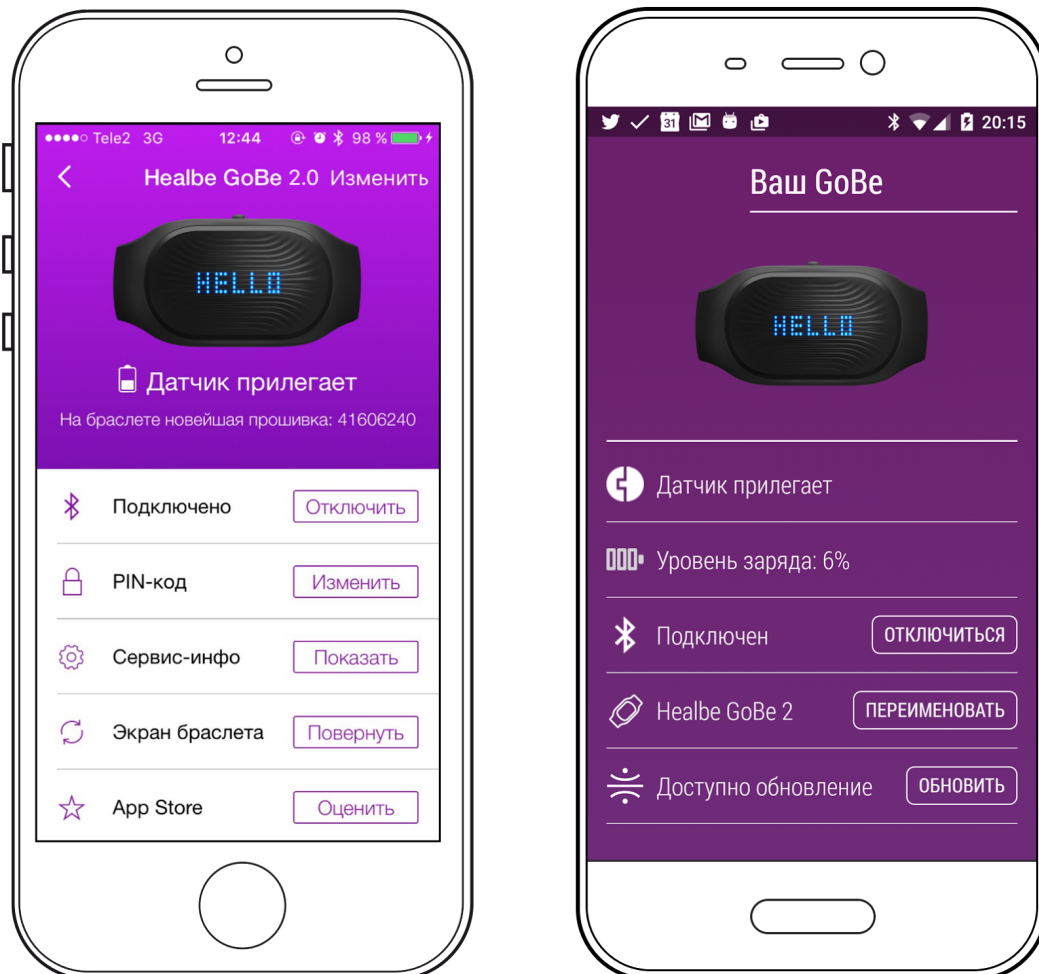 Tele2 3G 12:44 98 %
Healbe GoBe 2.0 Изменить
HELLO
Датчик прилегает
На браслете новейшая прошивка: 41606240
Подключено Отключить
PIN-код Изменить
Сервис-инфо Показать
Экран браслета Повернуть
App Store Оценить
31 20:15
Ваш GoBe
HELLO
Датчик прилегает
Уровень заряда: 6%
Подключен ОТКЛЮЧИТЬСЯ
Healbe GoBe 2 ПЕРЕИМЕНОВАТЬ
Доступно обновление ОБНОВИТЬ